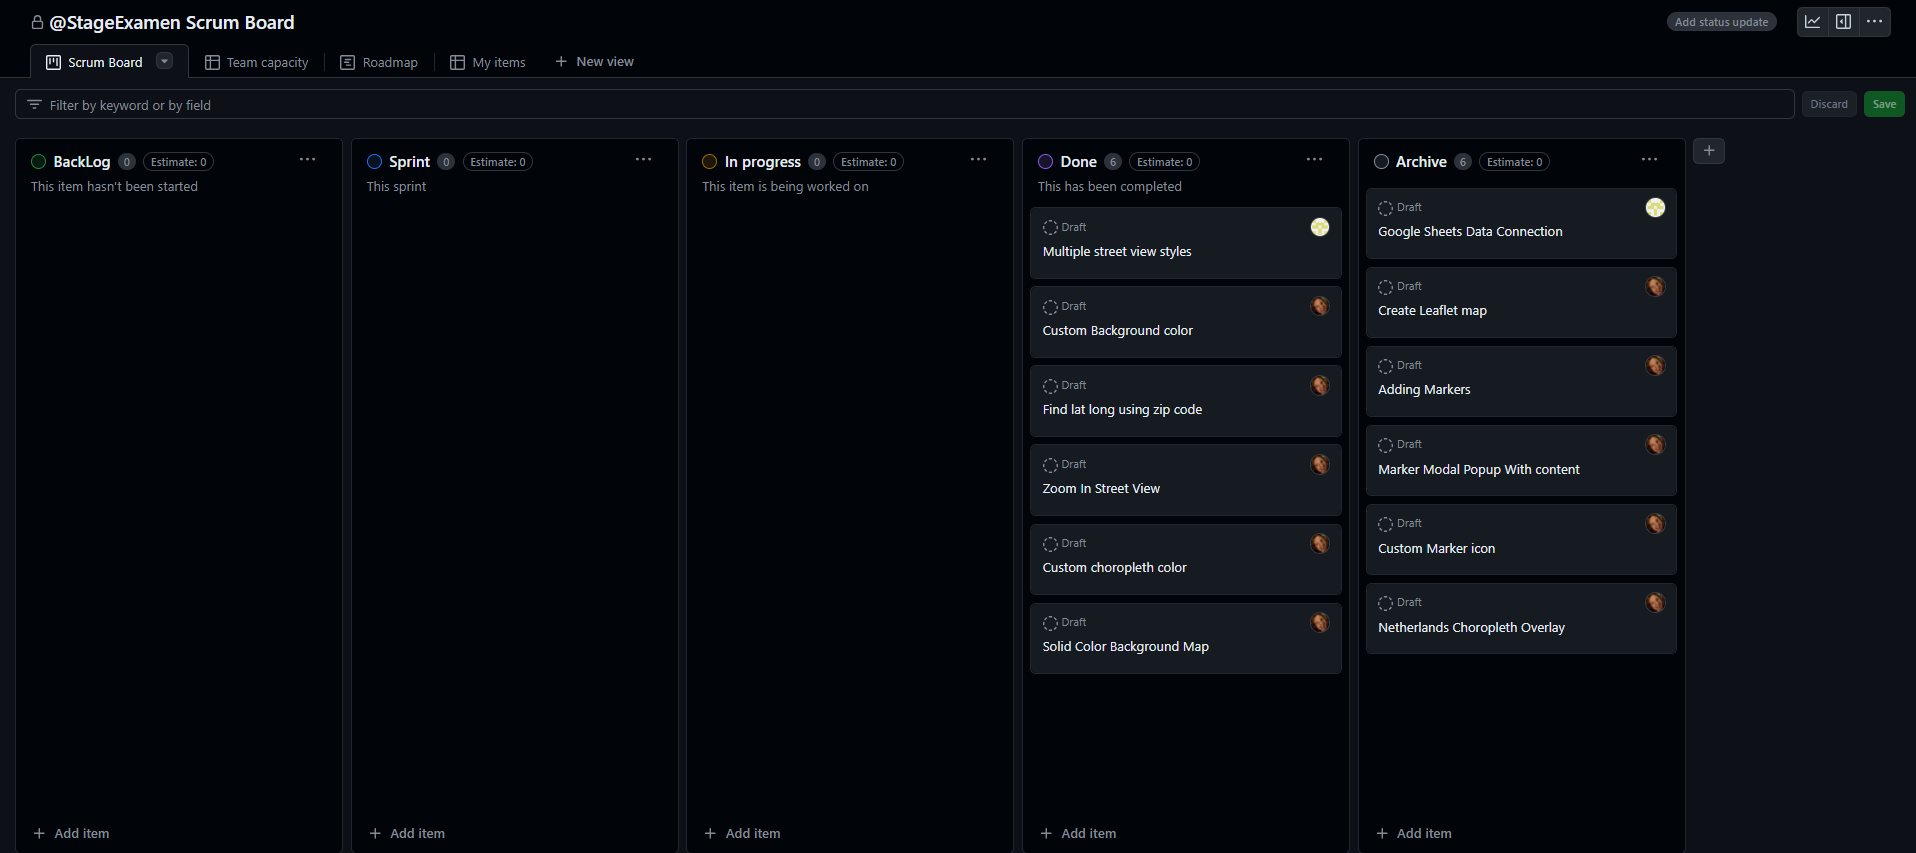 @StageExamen Scrum Board
Add status update
Scrum Board
Team capacity
Roadmap
My items
New view
Filter by keyword or by field
Discard
Save
BackLog 0 Estimate: 0
This item hasn't been started
Add item
Sprint 0 Estimate: 0
This sprint
Add item
In progress 0 Estimate: 0
This item is being worked on
Add item
Done 6 Estimate: 0
This has been completed
Draft
Multiple street view styles
Draft
Custom Background color
Draft
Find lat long using zip code
Draft
Zoom In Street View
Draft
Custom choropleth color
Draft
Solid Color Background Map
Add item
Archive 6 Estimate: 0
Draft
Google Sheets Data Connection
Draft
Create Leaflet map
Draft
Adding Markers
Draft
Marker Modal Popup With content
Draft
Custom Marker icon
Draft
Netherlands Choropleth Overlay
Add item